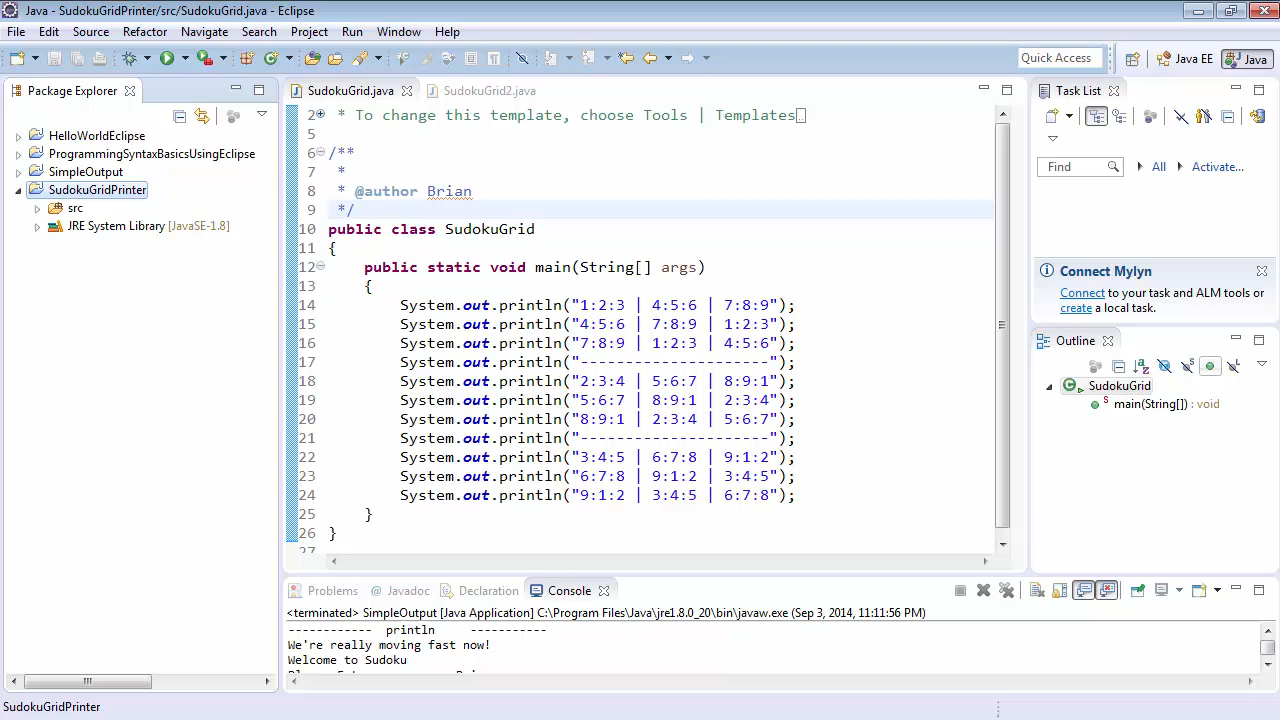 Java - SudokuGridPrinter/src/SudokuGrid.java - Eclipse
File Edit Source Refactor Navigate Search Project Run Window Help
Quick Access
Java EE
Java
Package Explorer
HelloWorldEclipse
ProgrammingSyntaxBasicsUsingEclipse
SimpleOutput
SudokuGridPrinter
src
JRE System Library [JavaSE-1.8]
SudokuGrid.java
SudokuGrid2.java
2 * To change this template, choose Tools | Templates
5
6 /**
7 *
8 * @author Brian
9 */
10 public class SudokuGrid
11 {
12 public static void main(String[] args)
13 {
14 System.out.println("1:2:3 | 4:5:6 | 7:8:9");
15 System.out.println("4:5:6 | 7:8:9 | 1:2:3");
16 System.out.println("7:8:9 | 1:2:3 | 4:5:6");
17 System.out.println("---------------------");
18 System.out.println("2:3:4 | 5:6:7 | 8:9:1");
19 System.out.println("5:6:7 | 8:9:1 | 2:3:4");
20 System.out.println("8:9:1 | 2:3:4 | 5:6:7");
21 System.out.println("---------------------");
22 System.out.println("3:4:5 | 6:7:8 | 9:1:2");
23 System.out.println("6:7:8 | 9:1:2 | 3:4:5");
24 System.out.println("9:1:2 | 3:4:5 | 6:7:8");
25 }
26 }
27
Task List
Find
All
Activate...
Connect Mylyn
Connect to your task and ALM tools or
create a local task.
Outline
SudokuGrid
main(String[]) : void
Problems @ Javadoc Declaration Console
<terminated> SimpleOutput [Java Application] C:\Program Files\Java\jre1.8.0_20\bin\javaw.exe (Sep 3, 2014, 11:11:56 PM)
------------ println -----------
We're really moving fast now!
Welcome to Sudoku
SudokuGridPrinter